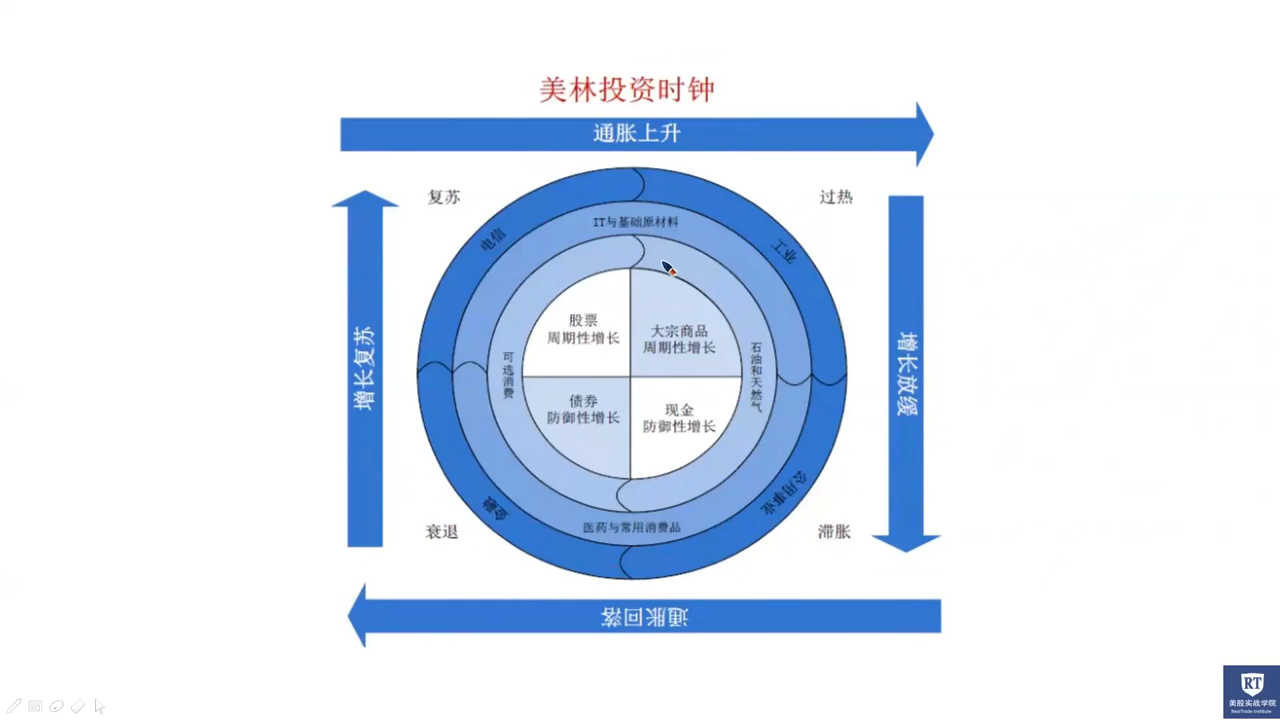 美林投资时钟
通胀上升
复苏
过热
IT与基础原材料
电信
工业
股票
周期性增长
大宗商品
周期性增长
增长复苏
可选消费
石油和天然气
增长放缓
债券
防御性增长
现金
防御性增长
金融
公用事业
医药与常用消费品
衰退
滞胀
通胀回落
RT
美股实战学院
RealTrade Institute